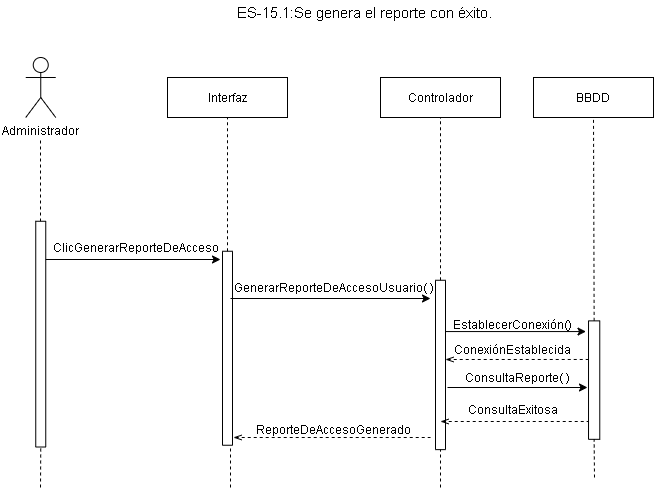 ES-15.1:Se genera el reporte con éxito.
Interfaz
Controlador
BBDD
Administrador
ClicGenerarReporteDeAcceso
GenerarReporteDeAccesoUsuario()
EstablecerConexión()
ConexiónEstablecida
ConsultaReporte()
ConsultaExitosa
ReporteDeAccesoGenerado